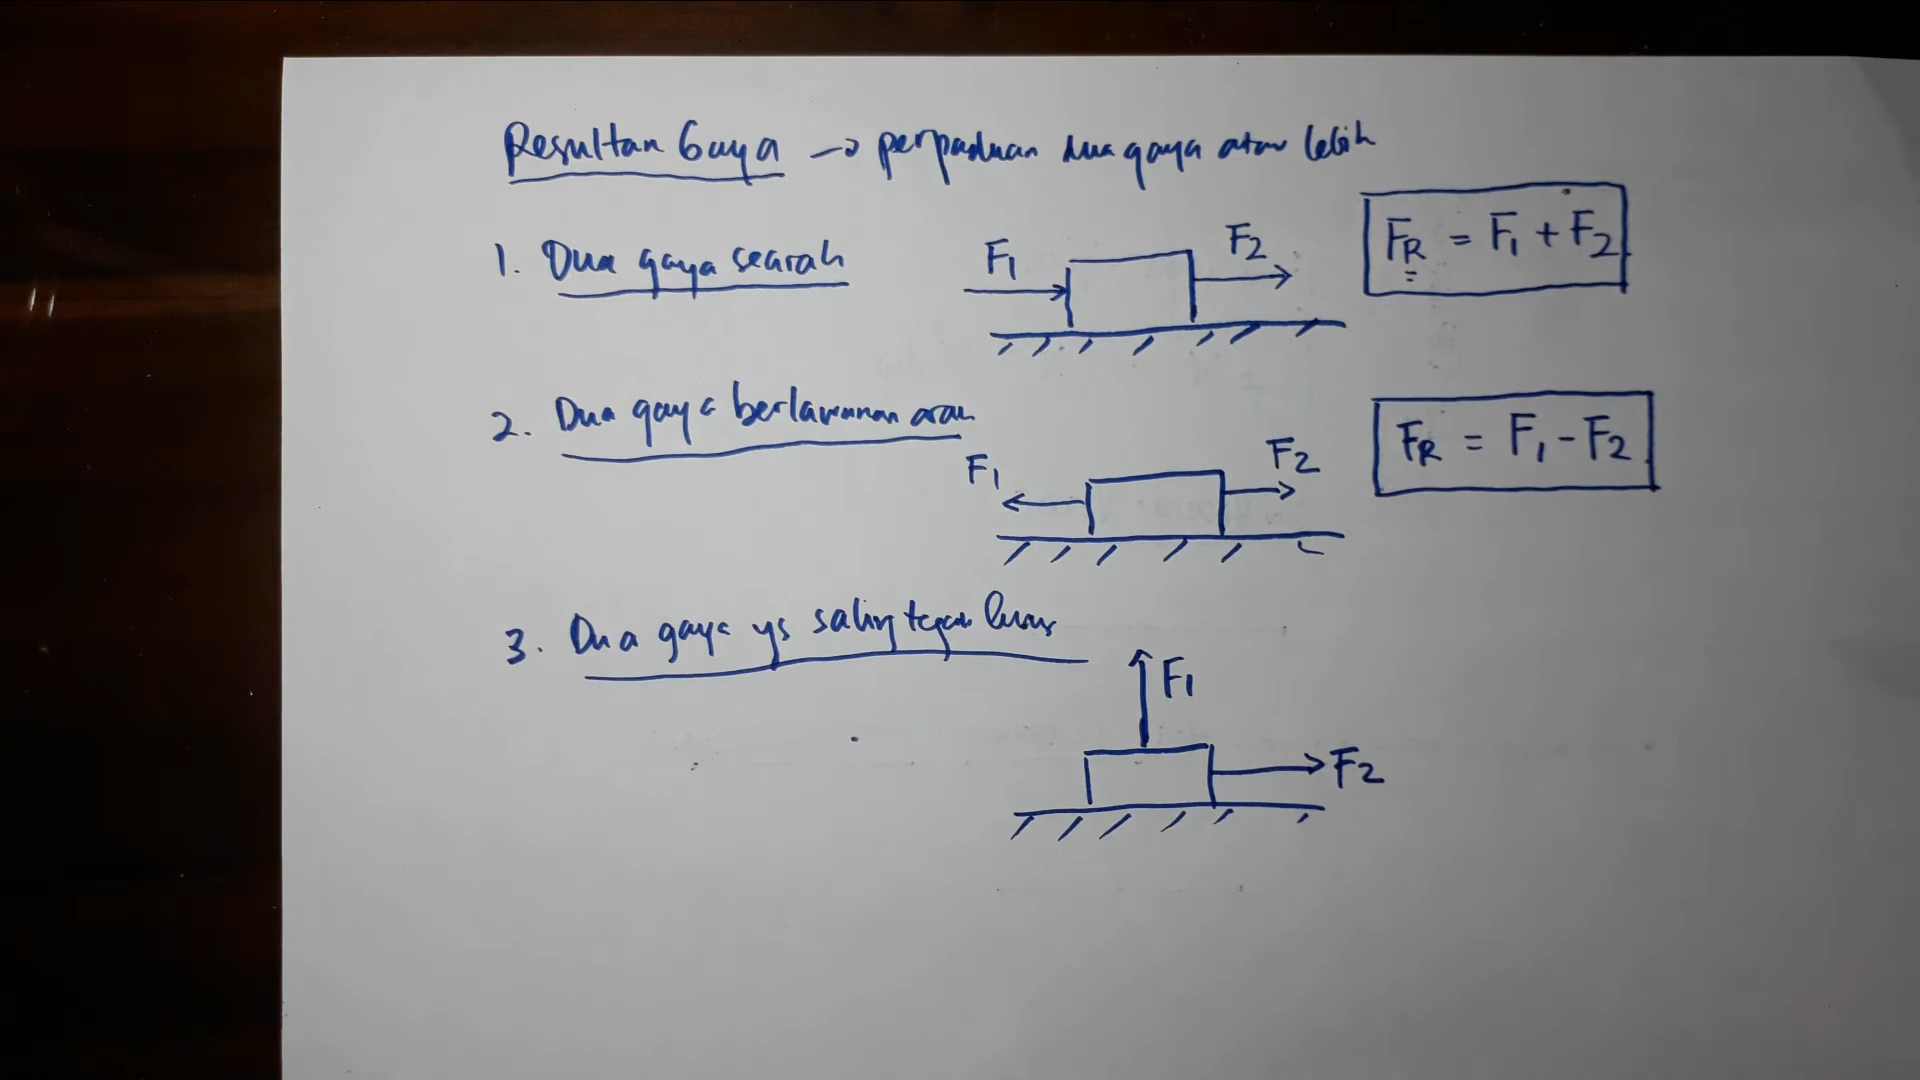 Resultan Gaya → perpaduan dua gaya atau lebih
1. Dua gaya searah
F1 F2
FR = F1 + F2
2. Dua gaya berlawanan arah
F1 F2
FR = F1 - F2
3. Dua gaya yg saling tegak lurus
F1
F2